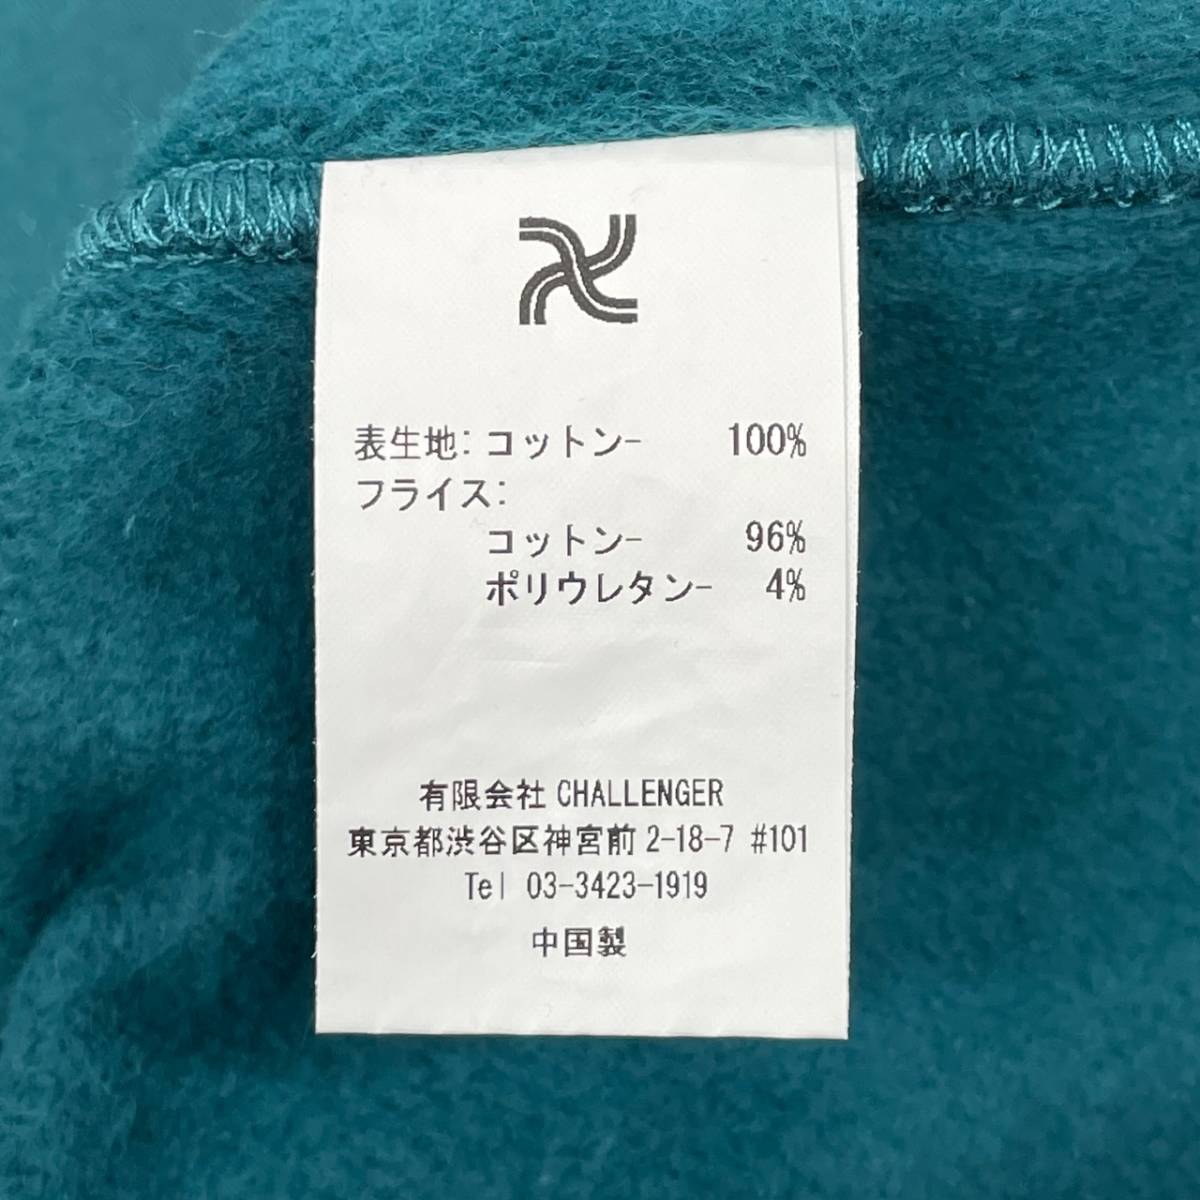 表生地: コットン- 100%
フライス:
コットン- 96%
ポリウレタン- 4%
有限会社 CHALLENGER
東京都渋谷区神宮前 2-18-7 #101
Tel 03-3423-1919
中国製